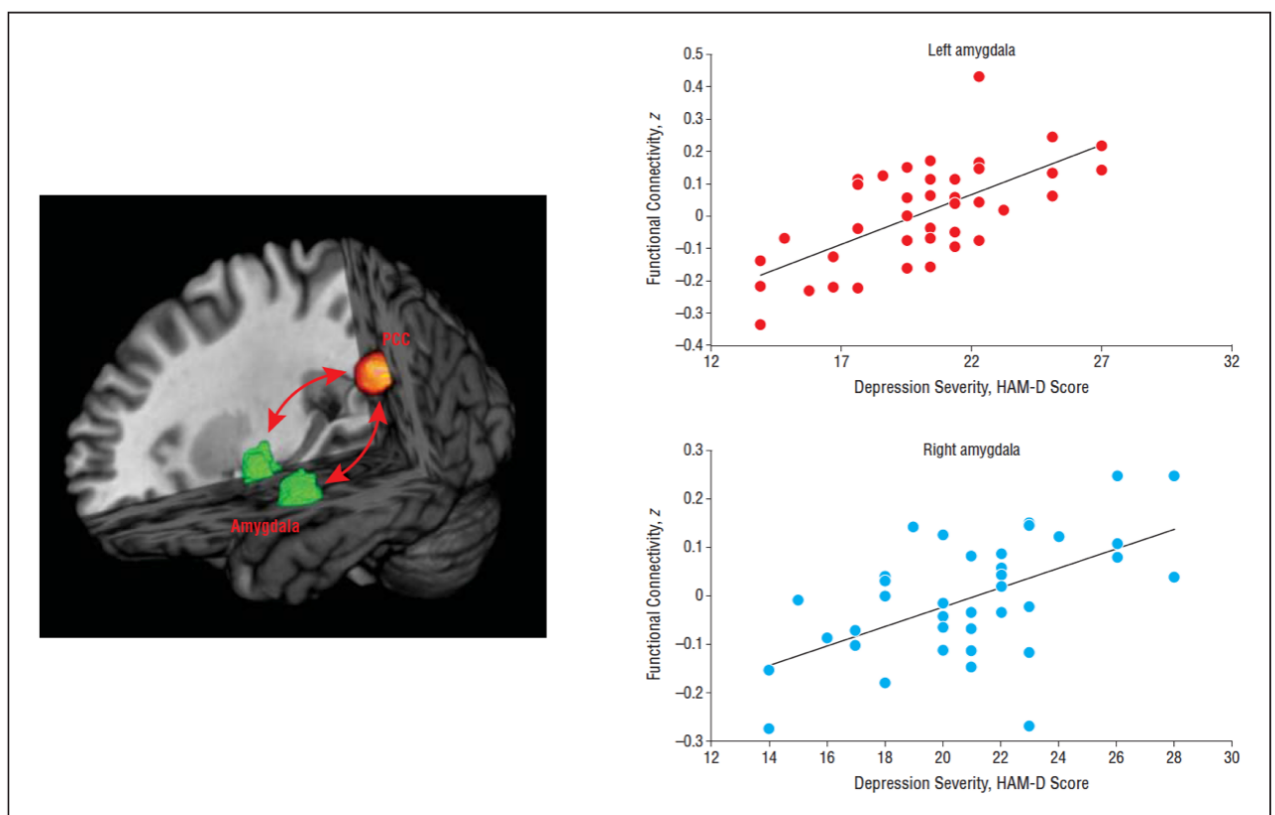 PCC
Amygdala
Left amygdala
Functional Connectivity, z
0.5
0.4
0.3
0.2
0.1
0
–0.1
–0.2
–0.3
–0.4
12 17 22 27 32
Depression Severity, HAM-D Score
Right amygdala
Functional Connectivity, z
0.3
0.2
0.1
0
–0.1
–0.2
–0.3
12 14 16 18 20 22 24 26 28 30
Depression Severity, HAM-D Score